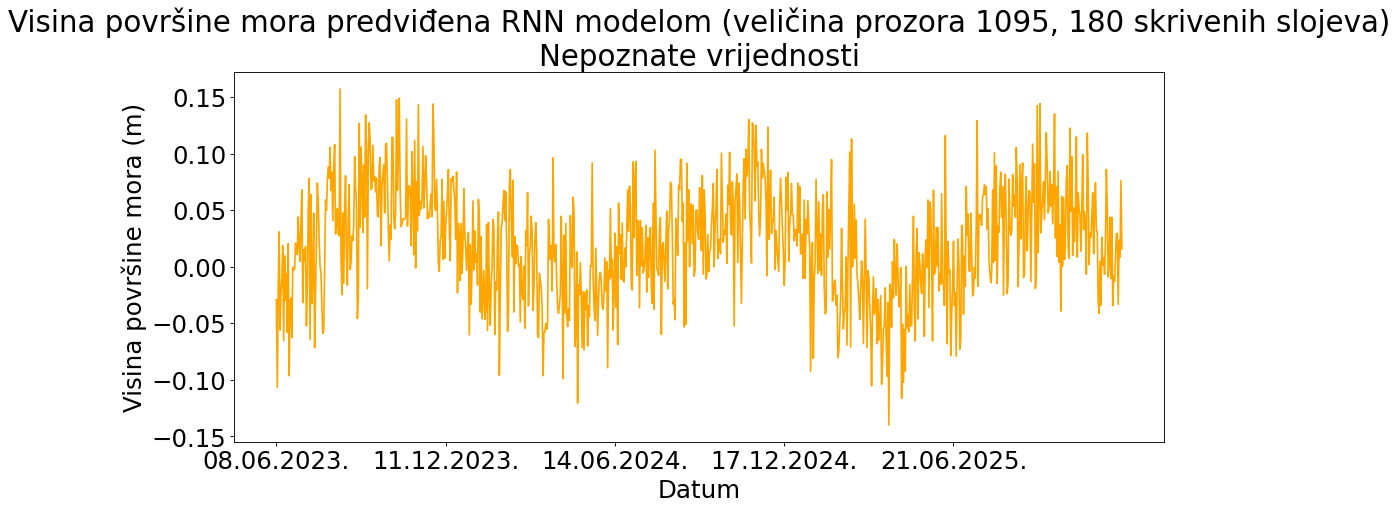 Visina površine mora predviđena RNN modelom (veličina prozora 1095, 180 skrivenih slojeva)
Nepoznate vrijednosti
Visina površine mora (m)
0.15
0.10
0.05
0.00
−0.05
−0.10
−0.15
08.06.2023. 11.12.2023. 14.06.2024. 17.12.2024. 21.06.2025.
Datum